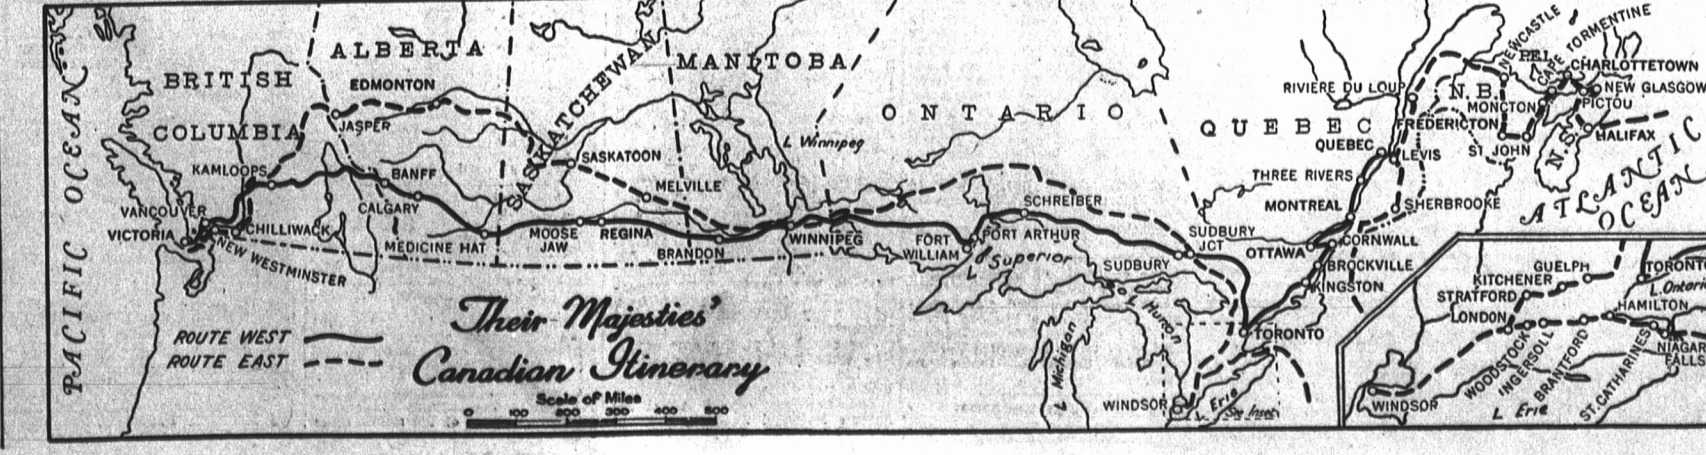 PACIFIC OCEAN
BRITISH
COLUMBIA
ALBERTA
SASKATCHEWAN
MANITOBA
ONTARIO
QUEBEC
N.B.
P.E.I.
N.S.
ATLANTIC
OCEAN
EDMONTON
JASPER
KAMLOOPS
BANFF
VANCOUVER
VICTORIA
CHILLIWACK
NEW WESTMINSTER
CALGARY
MEDICINE HAT
SASKATOON
MELVILLE
MOOSE
JAW
REGINA
BRANDON
L Winnipeg
WINNIPEG
FORT
WILLIAM
PORT ARTHUR
L Superior
SCHREIBER
SUDBURY
JCT
SUDBURY
L Huron
L Michigan
WINDSOR
L Erie
See Inset
TORONTO
KINGSTON
BROCKVILLE
CORNWALL
OTTAWA
MONTREAL
SHERBROOKE
THREE RIVERS
QUEBEC
LEVIS
RIVIÈRE DU LOUP
FREDERICTON
MONCTON
ST JOHN
NEWCASTLE
CAPE TORMENTINE
CHARLOTTETOWN
NEW GLASGOW
PICTOU
HALIFAX
ROUTE WEST
ROUTE EAST
Their Majesties'
Canadian Itinerary
Scale of Miles
0 100 200 300 400 500
GUELPH
KITCHENER
STRATFORD
LONDON
TORONTO
L. Ontario
HAMILTON
NIAGAR
FALLS
WOODSTOCK
INGERSOLL
BRANTFORD
ST. CATHARINES
WINDSOR
L Erie